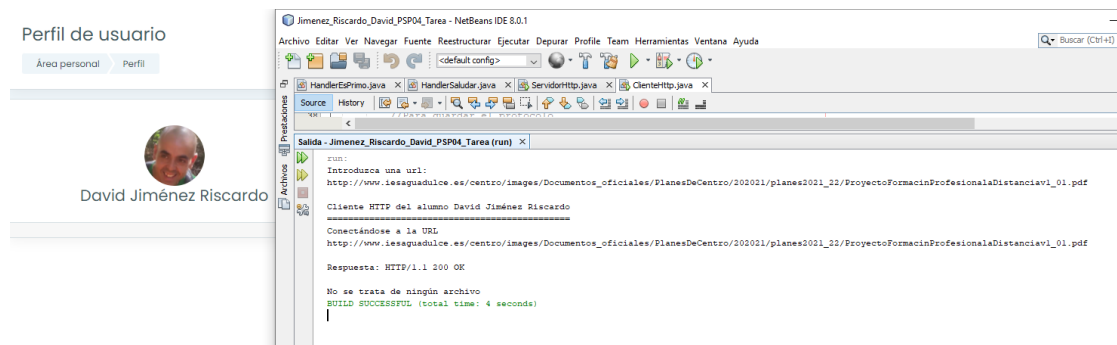 Perfil de usuario
Área personal Perfil
David Jiménez Riscardo
Jimenez_Riscardo_David_PSP04_Tarea - NetBeans IDE 8.0.1
Archivo Editar Ver Navegar Fuente Reestructurar Ejecutar Depurar Profile Team Herramientas Ventana Ayuda
Buscar (Ctrl+I)
<default config>
HandlerEsPrimo.java HandlerSaludar.java ServidorHttp.java ClienteHttp.java
Source History
//Para guardar el protocolo
Prestaciones
Archivos
Salida - Jimenez_Riscardo_David_PSP04_Tarea (run)
run:
Introduzca una url:
http://www.iesaguadulce.es/centro/images/Documentos_oficiales/PlanesDeCentro/202021/planes2021_22/ProyectoFormacinProfesionalaDistanciav1_01.pdf
Cliente HTTP del alumno David Jiménez Riscardo
================================================
Conectándose a la URL
http://www.iesaguadulce.es/centro/images/Documentos_oficiales/PlanesDeCentro/202021/planes2021_22/ProyectoFormacinProfesionalaDistanciav1_01.pdf
Respuesta: HTTP/1.1 200 OK
No se trata de ningún archivo
BUILD SUCCESSFUL (total time: 4 seconds)